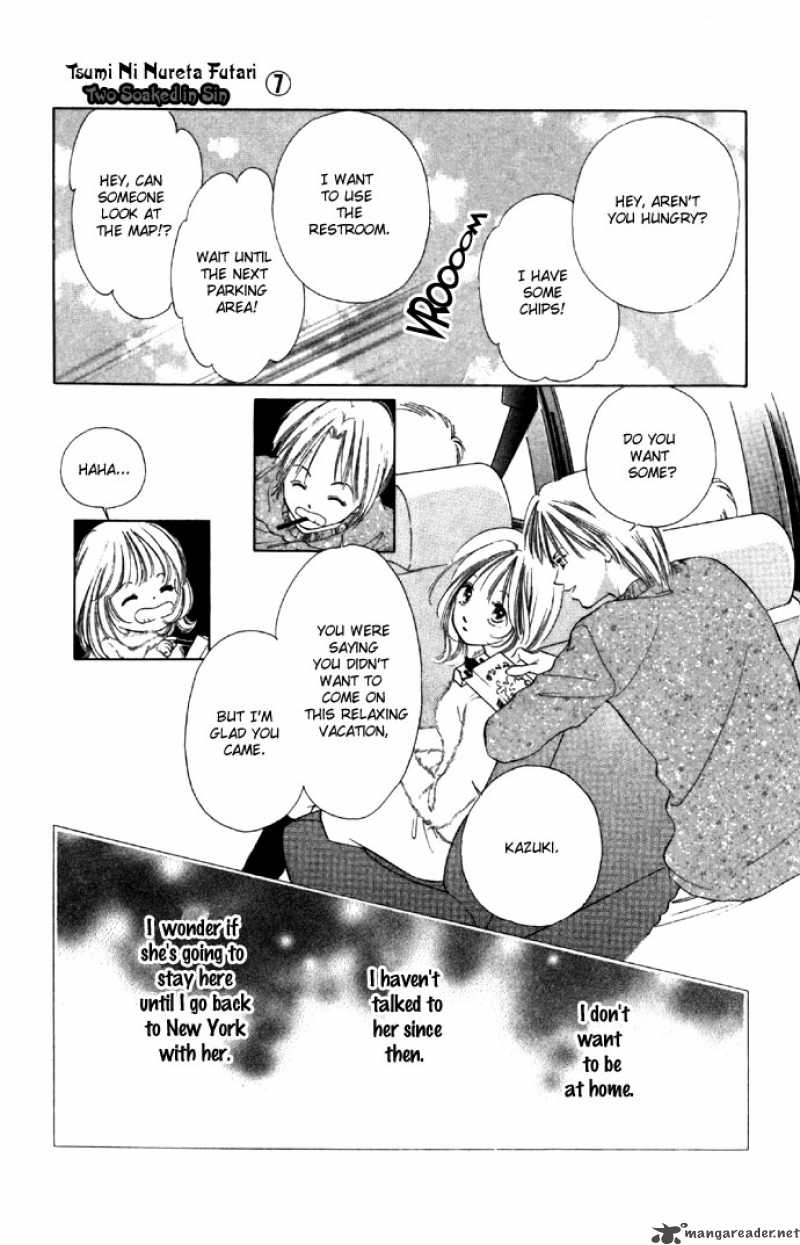 Tsumi Ni Nureta Futari
Two Soaked in Sin
7
HEY, AREN'T
YOU HUNGRY?
I HAVE
SOME
CHIPS!
VROOOOM
I WANT
TO USE
THE
RESTROOM.
WAIT UNTIL
THE NEXT
PARKING
AREA!
HEY, CAN
SOMEONE
LOOK AT
THE MAP!?
DO YOU
WANT
SOME?
HAHA...
YOU WERE
SAYING
YOU DIDN'T
WANT TO
COME ON
THIS RELAXING
VACATION,
BUT I'M
GLAD YOU
CAME.
KAZUKI.
I don't
want
to be
at home.
I haven't
talked to
her since
then.
I wonder if
she's going to
stay here
until I go back
to New York
with her.
mangareader.net